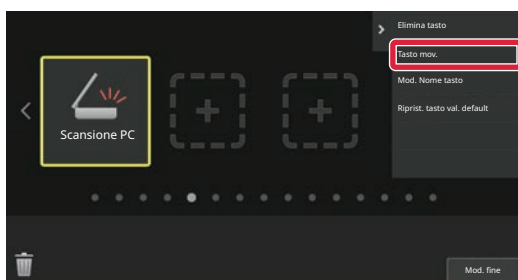 Elimina tasto
Tasto mov.
Mod. Nome tasto
Riprist. tasto val. default
Scansione PC
Mod. fine